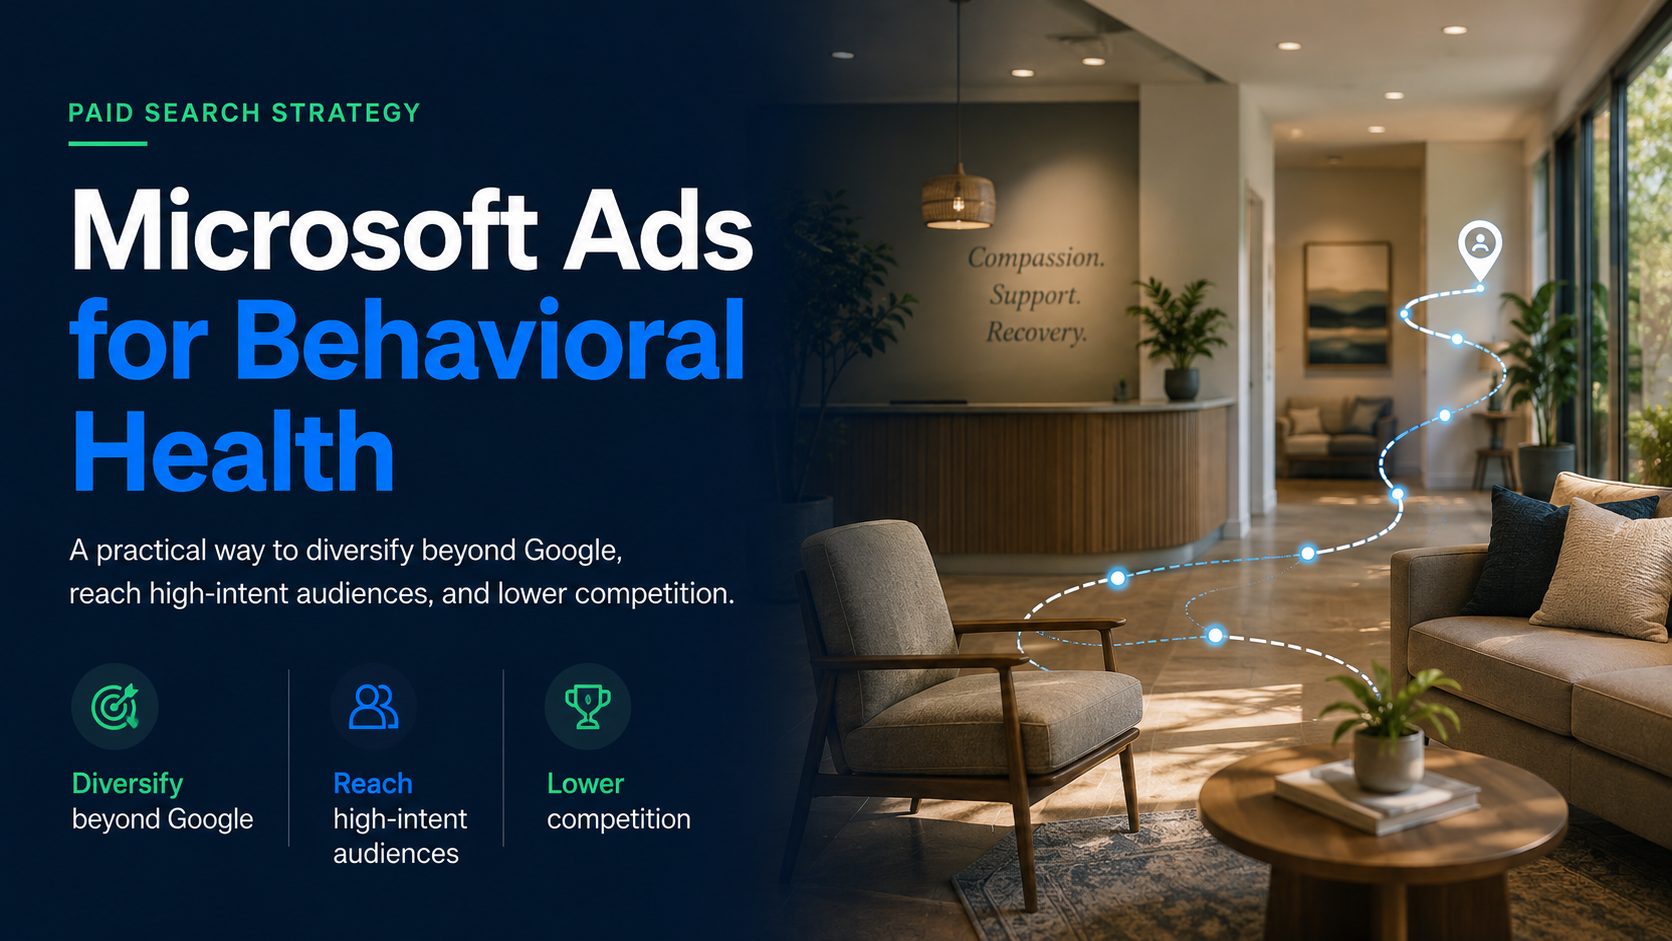 PAID SEARCH STRATEGY
Microsoft Ads
for Behavioral
Health
A practical way to diversify beyond Google,
reach high-intent audiences, and lower competition.
Diversify
beyond Google
Reach
high-intent
audiences
Lower
competition
Compassion.
Support.
Recovery.